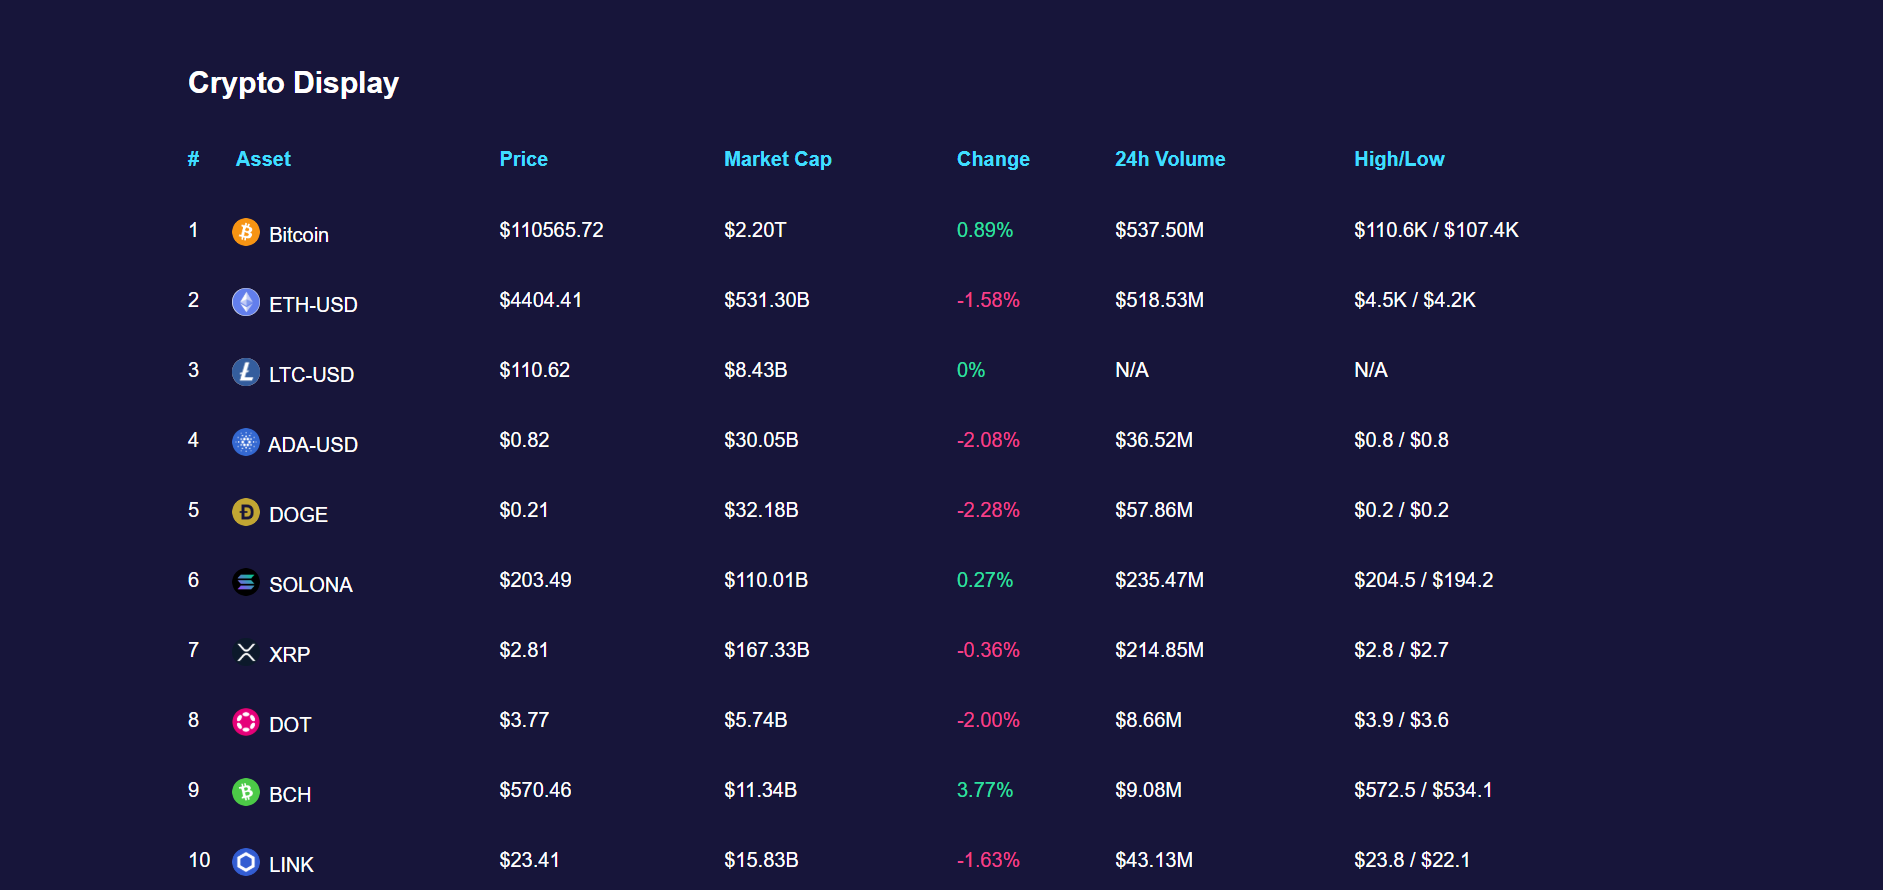 Crypto Display
# Asset Price Market Cap Change 24h Volume High/Low
1 Bitcoin $110565.72 $2.20T 0.89% $537.50M $110.6K / $107.4K
2 ETH-USD $4404.41 $531.30B -1.58% $518.53M $4.5K / $4.2K
3 LTC-USD $110.62 $8.43B 0% N/A N/A
4 ADA-USD $0.82 $30.05B -2.08% $36.52M $0.8 / $0.8
5 DOGE $0.21 $32.18B -2.28% $57.86M $0.2 / $0.2
6 SOLONA $203.49 $110.01B 0.27% $235.47M $204.5 / $194.2
7 XRP $2.81 $167.33B -0.36% $214.85M $2.8 / $2.7
8 DOT $3.77 $5.74B -2.00% $8.66M $3.9 / $3.6
9 BCH $570.46 $11.34B 3.77% $9.08M $572.5 / $534.1
10 LINK $23.41 $15.83B -1.63% $43.13M $23.8 / $22.1